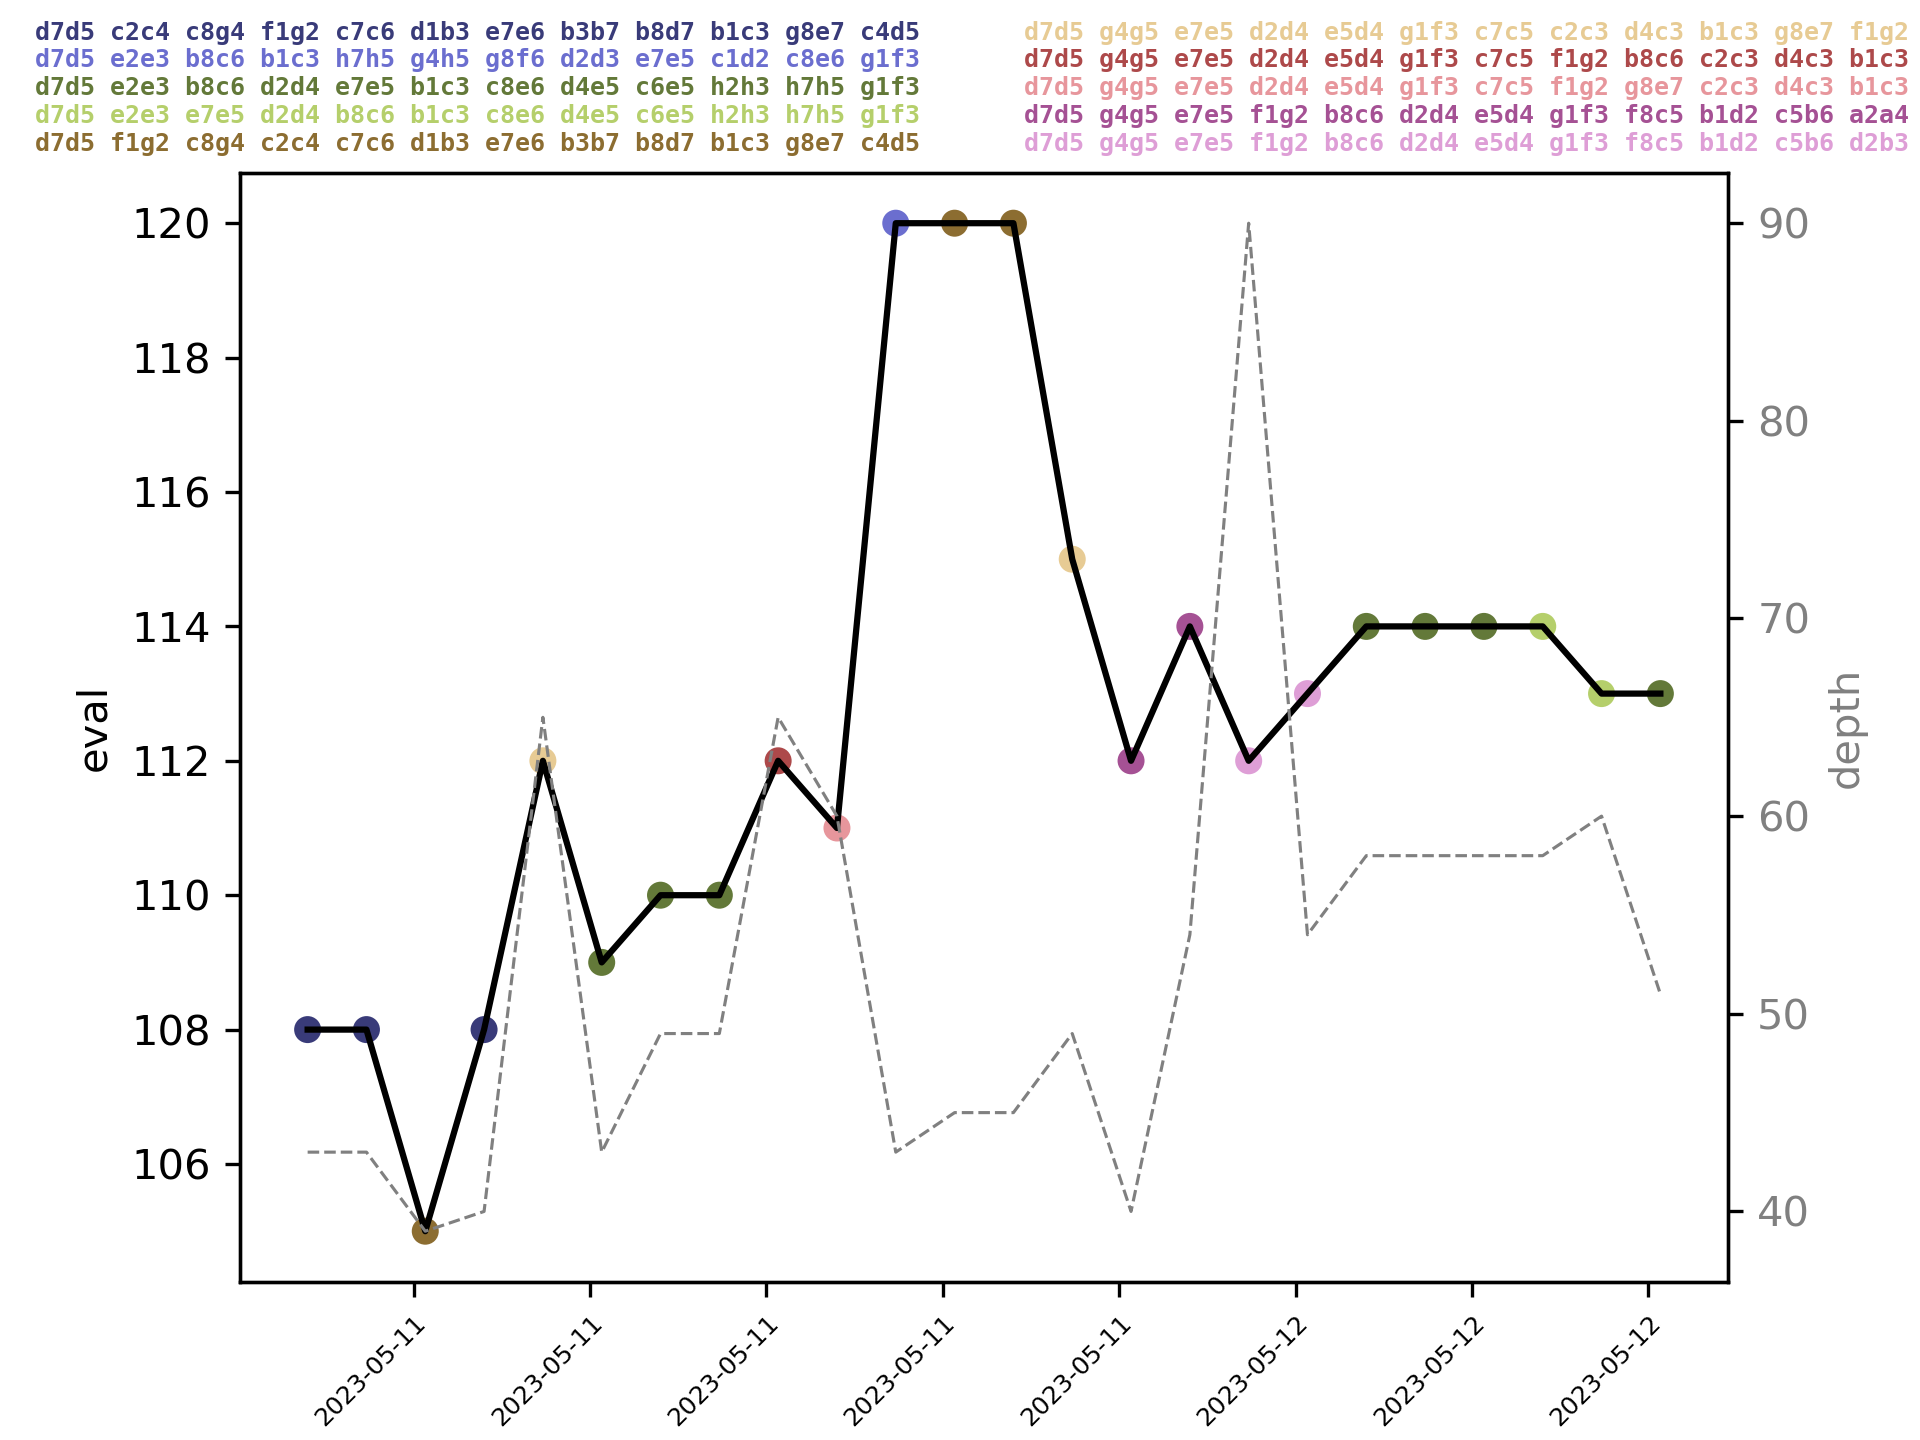 d7d5 c2c4 c8g4 f1g2 c7c6 d1b3 e7e6 b3b7 b8d7 b1c3 g8e7 c4d5
d7d5 e2e3 b8c6 b1c3 h7h5 g4h5 g8f6 d2d3 e7e5 c1d2 c8e6 g1f3
d7d5 e2e3 b8c6 d2d4 e7e5 b1c3 c8e6 d4e5 c6e5 h2h3 h7h5 g1f3
d7d5 e2e3 e7e5 d2d4 b8c6 b1c3 c8e6 d4e5 c6e5 h2h3 h7h5 g1f3
d7d5 f1g2 c8g4 c2c4 c7c6 d1b3 e7e6 b3b7 b8d7 b1c3 g8e7 c4d5
d7d5 g4g5 e7e5 d2d4 e5d4 g1f3 c7c5 c2c3 d4c3 b1c3 g8e7 f1g2
d7d5 g4g5 e7e5 d2d4 e5d4 g1f3 c7c5 f1g2 b8c6 c2c3 d4c3 b1c3
d7d5 g4g5 e7e5 d2d4 e5d4 g1f3 c7c5 f1g2 g8e7 c2c3 d4c3 b1c3
d7d5 g4g5 e7e5 f1g2 b8c6 d2d4 e5d4 g1f3 f8c5 b1d2 c5b6 a2a4
d7d5 g4g5 e7e5 f1g2 b8c6 d2d4 e5d4 g1f3 f8c5 b1d2 c5b6 d2b3
120
118
116
114
112
110
108
106
eval
90
80
70
60
50
40
depth
2023-05-11
2023-05-11
2023-05-11
2023-05-11
2023-05-11
2023-05-12
2023-05-12
2023-05-12